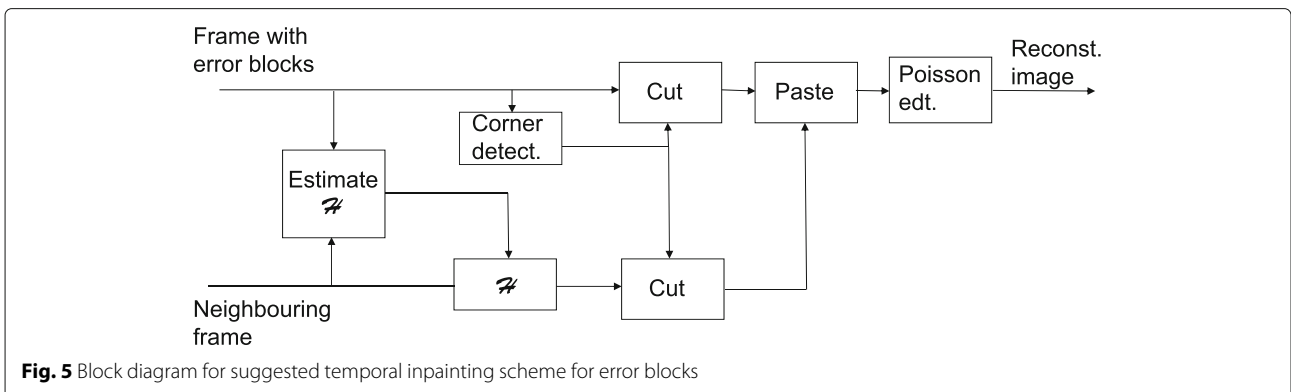 Frame with
error blocks
Reconst.
image
Cut
Paste
Poisson
edt.
Corner
detect.
Estimate
ℋ
ℋ
Cut
Neighbouring
frame
Fig. 5 Block diagram for suggested temporal inpainting scheme for error blocks